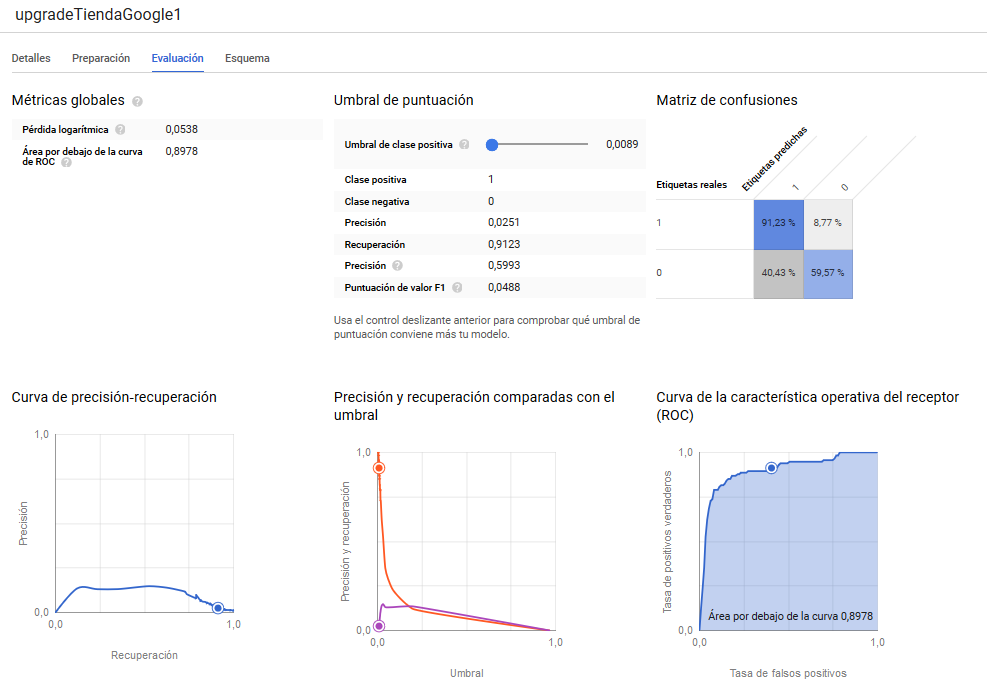 upgradeTiendaGoogle1
Detalles Preparación Evaluación Esquema
Métricas globales ?
Pérdida logarítmica ? 0,0538
Área por debajo de la curva
de ROC ? 0,8978
Umbral de puntuación
Umbral de clase positiva ? 0,0089
Clase positiva 1
Clase negativa 0
Precisión 0,0251
Recuperación 0,9123
Precisión ? 0,5993
Puntuación de valor F1 ? 0,0488
Usa el control deslizante anterior para comprobar qué umbral de
puntuación conviene más tu modelo.
Matriz de confusiones
Etiquetas predichas
Etiquetas reales
1 0
1 91,23 % 8,77 %
0 40,43 % 59,57 %
Curva de precisión-recuperación
1,0
Precisión
0,0
0,0 1,0
Recuperación
Precisión y recuperación comparadas con el
umbral
1,0
Precisión y recuperación
0,0
0,0 1,0
Umbral
Curva de la característica operativa del receptor
(ROC)
1,0
Tasa de positivos verdaderos
Área por debajo de la curva 0,8978
0,0
0,0 1,0
Tasa de falsos positivos